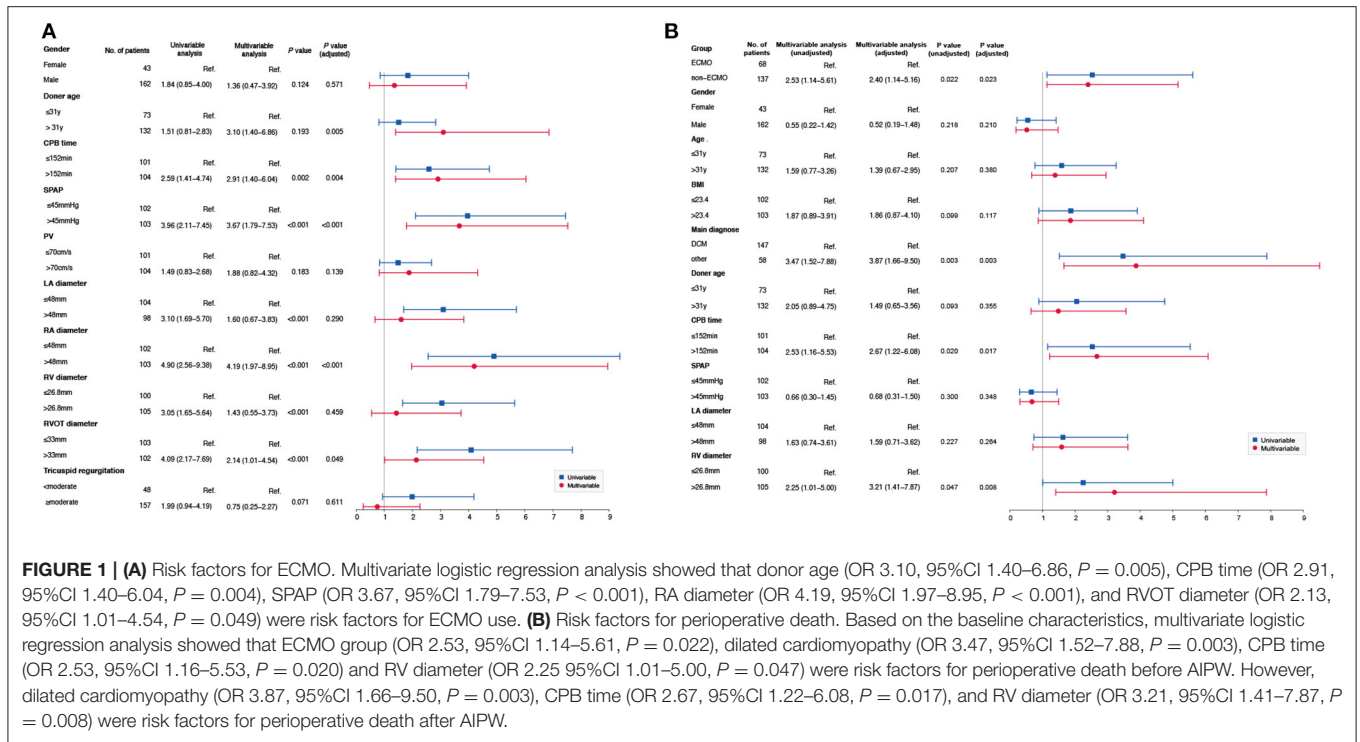 A
Gender No. of patients Univariable analysis Multivariable analysis P value P value (adjusted)
Female 43 Ref. Ref.
Male 162 1.84 (0.85–4.00) 1.36 (0.47–3.92) 0.124 0.571
Doner age
≤31y 73 Ref. Ref.
> 31y 132 1.51 (0.81–2.83) 3.10 (1.40–6.86) 0.193 0.005
CPB time
≤152min 101 Ref. Ref.
>152min 104 2.59 (1.41–4.74) 2.91 (1.40–6.04) 0.002 0.004
SPAP
≤45mmHg 102 Ref. Ref.
>45mmHg 103 3.96 (2.11–7.45) 3.67 (1.79–7.53) <0.001 <0.001
PV
≤70cm/s 101 Ref. Ref.
>70cm/s 104 1.49 (0.83–2.68) 1.88 (0.82–4.32) 0.183 0.139
LA diameter
≤48mm 104 Ref. Ref.
>48mm 98 3.10 (1.69–5.70) 1.60 (0.67–3.83) <0.001 0.290
RA diameter
≤48mm 102 Ref. Ref.
>48mm 103 4.90 (2.56–9.38) 4.19 (1.97–8.95) <0.001 <0.001
RV diameter
≤26.8mm 100 Ref. Ref.
>26.8mm 105 3.05 (1.65–5.64) 1.43 (0.55–3.73) <0.001 0.459
RVOT diameter
≤33mm 103 Ref. Ref.
>33mm 102 4.09 (2.17–7.69) 2.14 (1.01–4.54) <0.001 0.049
Tricuspid regurgitation
<moderate 48 Ref. Ref.
≥moderate 157 1.99 (0.94–4.19) 0.75 (0.25–2.27) 0.071 0.611
Univariable
Multivariable
0 1 2 3 4 5 6 7 8 9
B
Group No. of patients Multivariable analysis (unadjusted) Multivariable analysis (adjusted) P value (unadjusted) P value (adjusted)
ECMO 68 Ref. Ref.
non–ECMO 137 2.53 (1.14–5.61) 2.40 (1.14–5.16) 0.022 0.023
Gender
Female 43 Ref. Ref.
Male 162 0.55 (0.22–1.42) 0.52 (0.19–1.48) 0.218 0.210
Age .
≤31y 73 Ref. Ref.
>31y 132 1.59 (0.77–3.26) 1.39 (0.67–2.95) 0.207 0.380
BMI
≤23.4 102 Ref. Ref.
>23.4 103 1.87 (0.89–3.91) 1.86 (0.87–4.10) 0.099 0.117
Main diagnose
DCM 147 Ref. Ref.
other 58 3.47 (1.52–7.88) 3.87 (1.66–9.50) 0.003 0.003
Doner age
≤31y 73 Ref. Ref.
>31y 132 2.05 (0.89–4.75) 1.49 (0.65–3.56) 0.093 0.355
CPB time
≤152min 101 Ref. Ref.
>152min 104 2.53 (1.16–5.53) 2.67 (1.22–6.08) 0.020 0.017
SPAP
≤45mmHg 102 Ref. Ref.
>45mmHg 103 0.66 (0.30–1.45) 0.68 (0.31–1.50) 0.300 0.348
LA diameter
≤48mm 104 Ref. Ref.
>48mm 98 1.63 (0.74–3.61) 1.59 (0.71–3.62) 0.227 0.264
RV diameter
≤26.8mm 100 Ref. Ref.
>26.8mm 105 2.25 (1.01–5.00) 3.21 (1.41–7.87) 0.047 0.008
Univariable
Multivariable
0 1 2 3 4 5 6 7 8 9
FIGURE 1 | (A) Risk factors for ECMO. Multivariate logistic regression analysis showed that donor age (OR 3.10, 95%CI 1.40–6.86, P = 0.005), CPB time (OR 2.91,
95%CI 1.40–6.04, P = 0.004), SPAP (OR 3.67, 95%CI 1.79–7.53, P < 0.001), RA diameter (OR 4.19, 95%CI 1.97–8.95, P < 0.001), and RVOT diameter (OR 2.13,
95%CI 1.01–4.54, P = 0.049) were risk factors for ECMO use. (B) Risk factors for perioperative death. Based on the baseline characteristics, multivariate logistic
regression analysis showed that ECMO group (OR 2.53, 95%CI 1.14–5.61, P = 0.022), dilated cardiomyopathy (OR 3.47, 95%CI 1.52–7.88, P = 0.003), CPB time
(OR 2.53, 95%CI 1.16–5.53, P = 0.020) and RV diameter (OR 2.25 95%CI 1.01–5.00, P = 0.047) were risk factors for perioperative death before AIPW. However,
dilated cardiomyopathy (OR 3.87, 95%CI 1.66–9.50, P = 0.003), CPB time (OR 2.67, 95%CI 1.22–6.08, P = 0.017), and RV diameter (OR 3.21, 95%CI 1.41–7.87, P
= 0.008) were risk factors for perioperative death after AIPW.